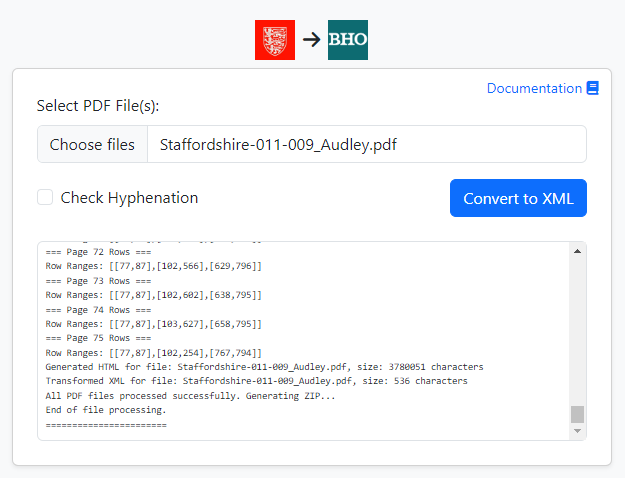 BHO
Documentation
Select PDF File(s):
Choose files Staffordshire-011-009_Audley.pdf
Check Hyphenation Convert to XML
=== Page 72 Rows ===
Row Ranges: [[77,87],[102,566],[629,796]]
=== Page 73 Rows ===
Row Ranges: [[77,87],[102,602],[638,795]]
=== Page 74 Rows ===
Row Ranges: [[77,87],[103,627],[658,795]]
=== Page 75 Rows ===
Row Ranges: [[77,87],[102,254],[767,794]]
Generated HTML for file: Staffordshire-011-009_Audley.pdf, size: 3780051 characters
Transformed XML for file: Staffordshire-011-009_Audley.pdf, size: 536 characters
All PDF files processed successfully. Generating ZIP...
End of file processing.
=======================